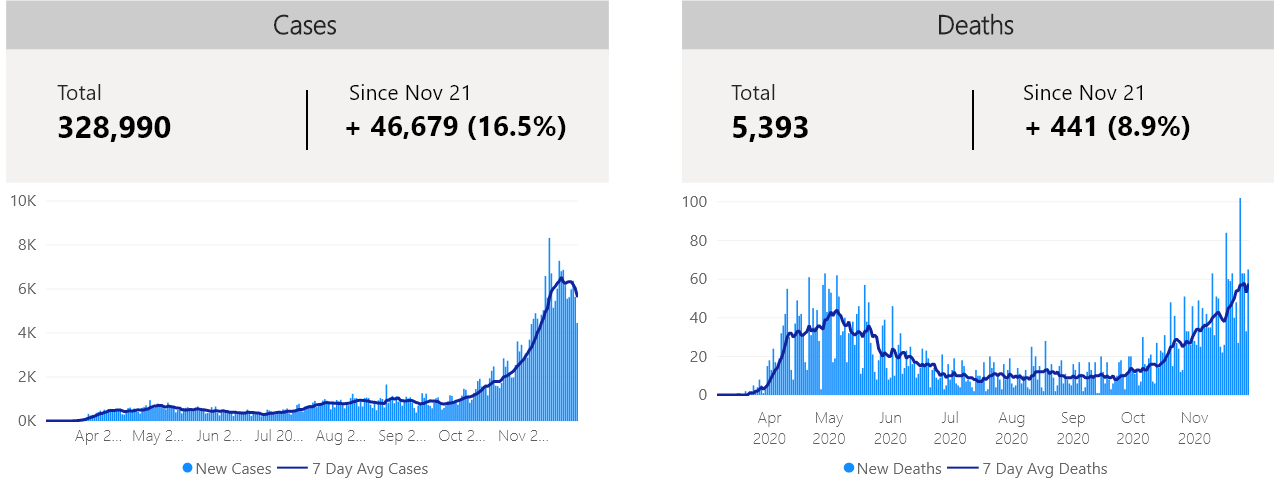 Cases
Total
Since Nov 21
328,990
+ 46,679 (16.5%)
10K
8K
6K
4K
2K
0K
Apr 2... May 2... Jun 2... Jul 20... Aug 2... Sep 2... Oct 2... Nov 2...
New Cases 7 Day Avg Cases
Deaths
Total
Since Nov 21
5,393
+ 441 (8.9%)
100
80
60
40
20
0
Apr May Jun Jul Aug Sep Oct Nov
2020 2020 2020 2020 2020 2020 2020 2020
New Deaths 7 Day Avg Deaths